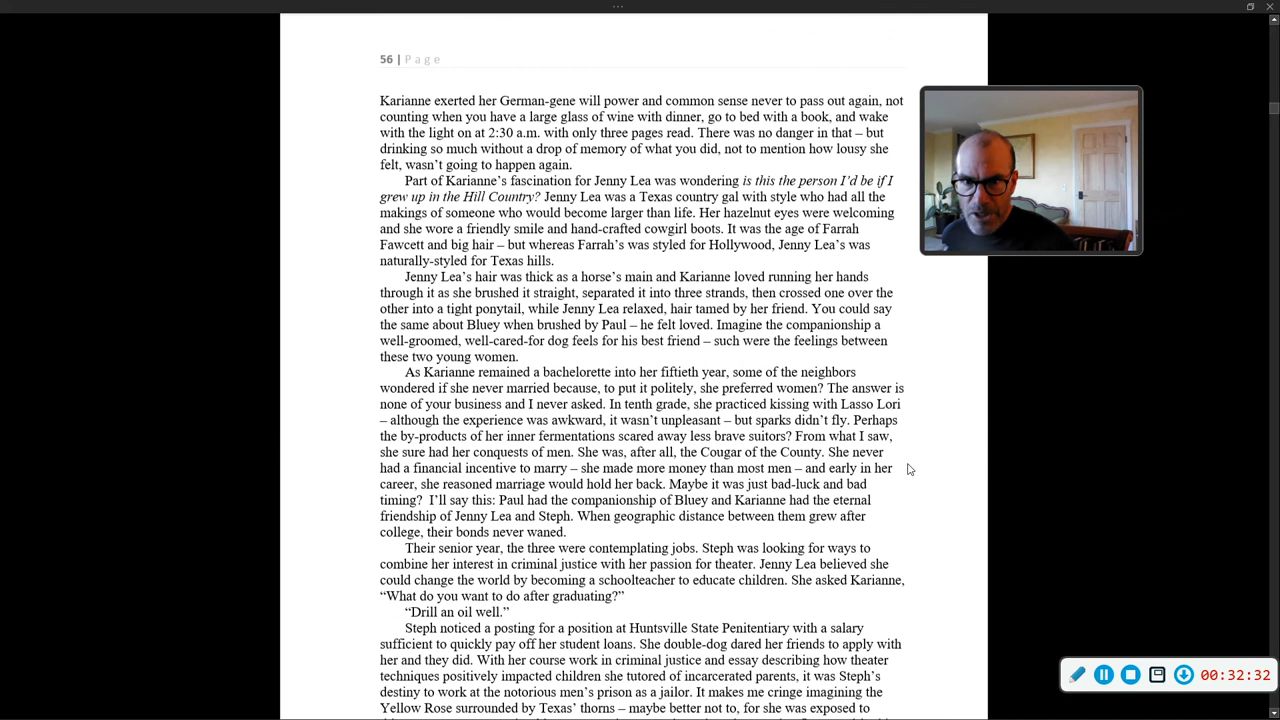 56 | Page
Karianne exerted her German-gene will power and common sense never to pass out again, not
counting when you have a large glass of wine with dinner, go to bed with a book, and wake
with the light on at 2:30 a.m. with only three pages read. There was no danger in that – but
drinking so much without a drop of memory of what you did, not to mention how lousy she
felt, wasn’t going to happen again.
Part of Karianne’s fascination for Jenny Lea was wondering is this the person I’d be if I
grew up in the Hill Country? Jenny Lea was a Texas country gal with style who had all the
makings of someone who would become larger than life. Her hazelnut eyes were welcoming
and she wore a friendly smile and hand-crafted cowgirl boots. It was the age of Farrah
Fawcett and big hair – but whereas Farrah’s was styled for Hollywood, Jenny Lea’s was
naturally-styled for Texas hills.
Jenny Lea’s hair was thick as a horse’s main and Karianne loved running her hands
through it as she brushed it straight, separated it into three strands, then crossed one over the
other into a tight ponytail, while Jenny Lea relaxed, hair tamed by her friend. You could say
the same about Bluey when brushed by Paul – he felt loved. Imagine the companionship a
well-groomed, well-cared-for dog feels for his best friend – such were the feelings between
these two young women.
As Karianne remained a bachelorette into her fiftieth year, some of the neighbors
wondered if she never married because, to put it politely, she preferred women? The answer is
none of your business and I never asked. In tenth grade, she practiced kissing with Lasso Lori
– although the experience was awkward, it wasn’t unpleasant – but sparks didn’t fly. Perhaps
the by-products of her inner fermentations scared away less brave suitors? From what I saw,
she sure had her conquests of men. She was, after all, the Cougar of the County. She never
had a financial incentive to marry – she made more money than most men – and early in her
career, she reasoned marriage would hold her back. Maybe it was just bad-luck and bad
timing?  I’ll say this: Paul had the companionship of Bluey and Karianne had the eternal
friendship of Jenny Lea and Steph. When geographic distance between them grew after
college, their bonds never waned.
Their senior year, the three were contemplating jobs. Steph was looking for ways to
combine her interest in criminal justice with her passion for theater. Jenny Lea believed she
could change the world by becoming a schoolteacher to educate children. She asked Karianne,
“What do you want to do after graduating?”
“Drill an oil well.”
Steph noticed a posting for a position at Huntsville State Penitentiary with a salary
sufficient to quickly pay off her student loans. She double-dog dared her friends to apply with
her and they did. With her course work in criminal justice and essay describing how theater
techniques positively impacted children she tutored of incarcerated parents, it was Steph’s
destiny to work at the notorious men’s prison as a jailor. It makes me cringe imagining the
Yellow Rose surrounded by Texas’ thorns – maybe better not to, for she was exposed to
00:32:32